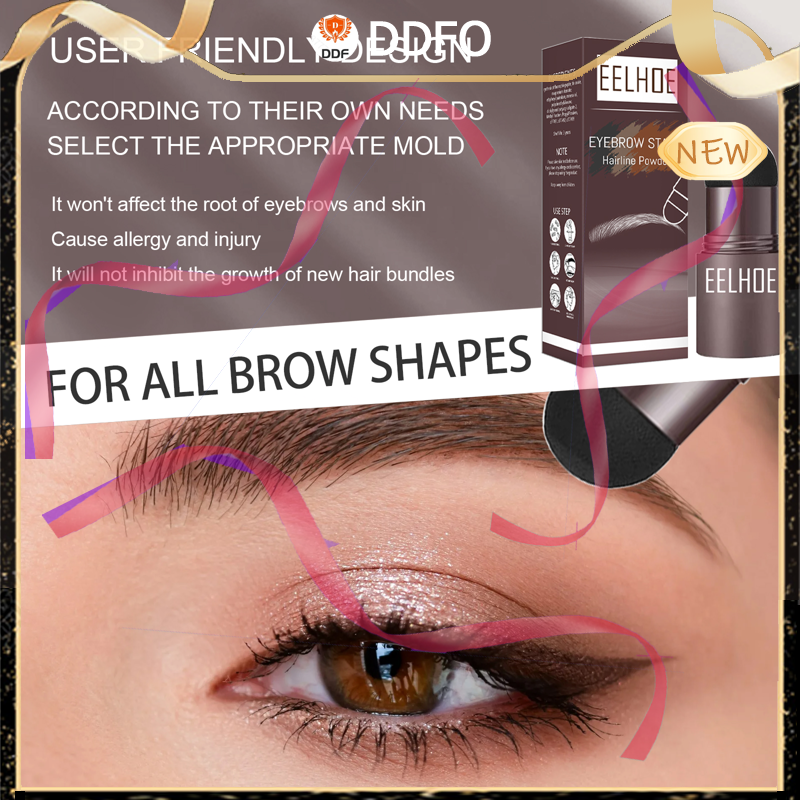 DDFO
D
DDF
USER FRIENDLY DESIGN
ACCORDING TO THEIR OWN NEEDS
SELECT THE APPROPRIATE MOLD
It won't affect the root of eyebrows and skin
Cause allergy and injury
It will not inhibit the growth of new hair bundles
FOR ALL BROW SHAPES
EELHOE
Hairline Powder
EYEBROW
NEW
NOTE
USE STEP
EELHOE